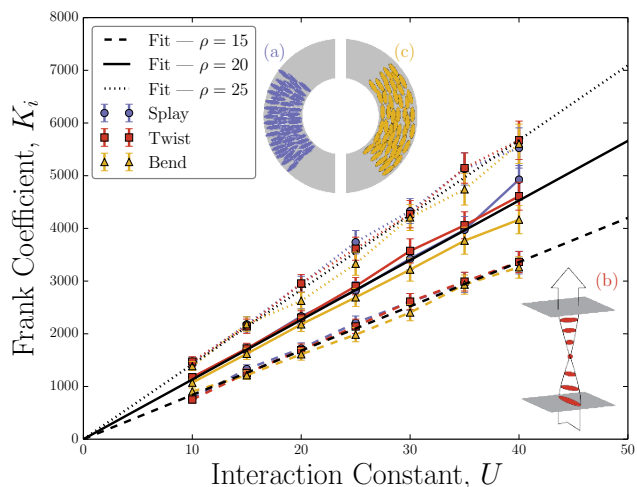 8000
7000
6000
5000
4000
3000
2000
1000
0
Frank Coefficient, K_i
Fit — ρ = 15
Fit — ρ = 20
Fit — ρ = 25
Splay
Twist
Bend
(a)
(c)
(b)
0 10 20 30 40 50
Interaction Constant, U